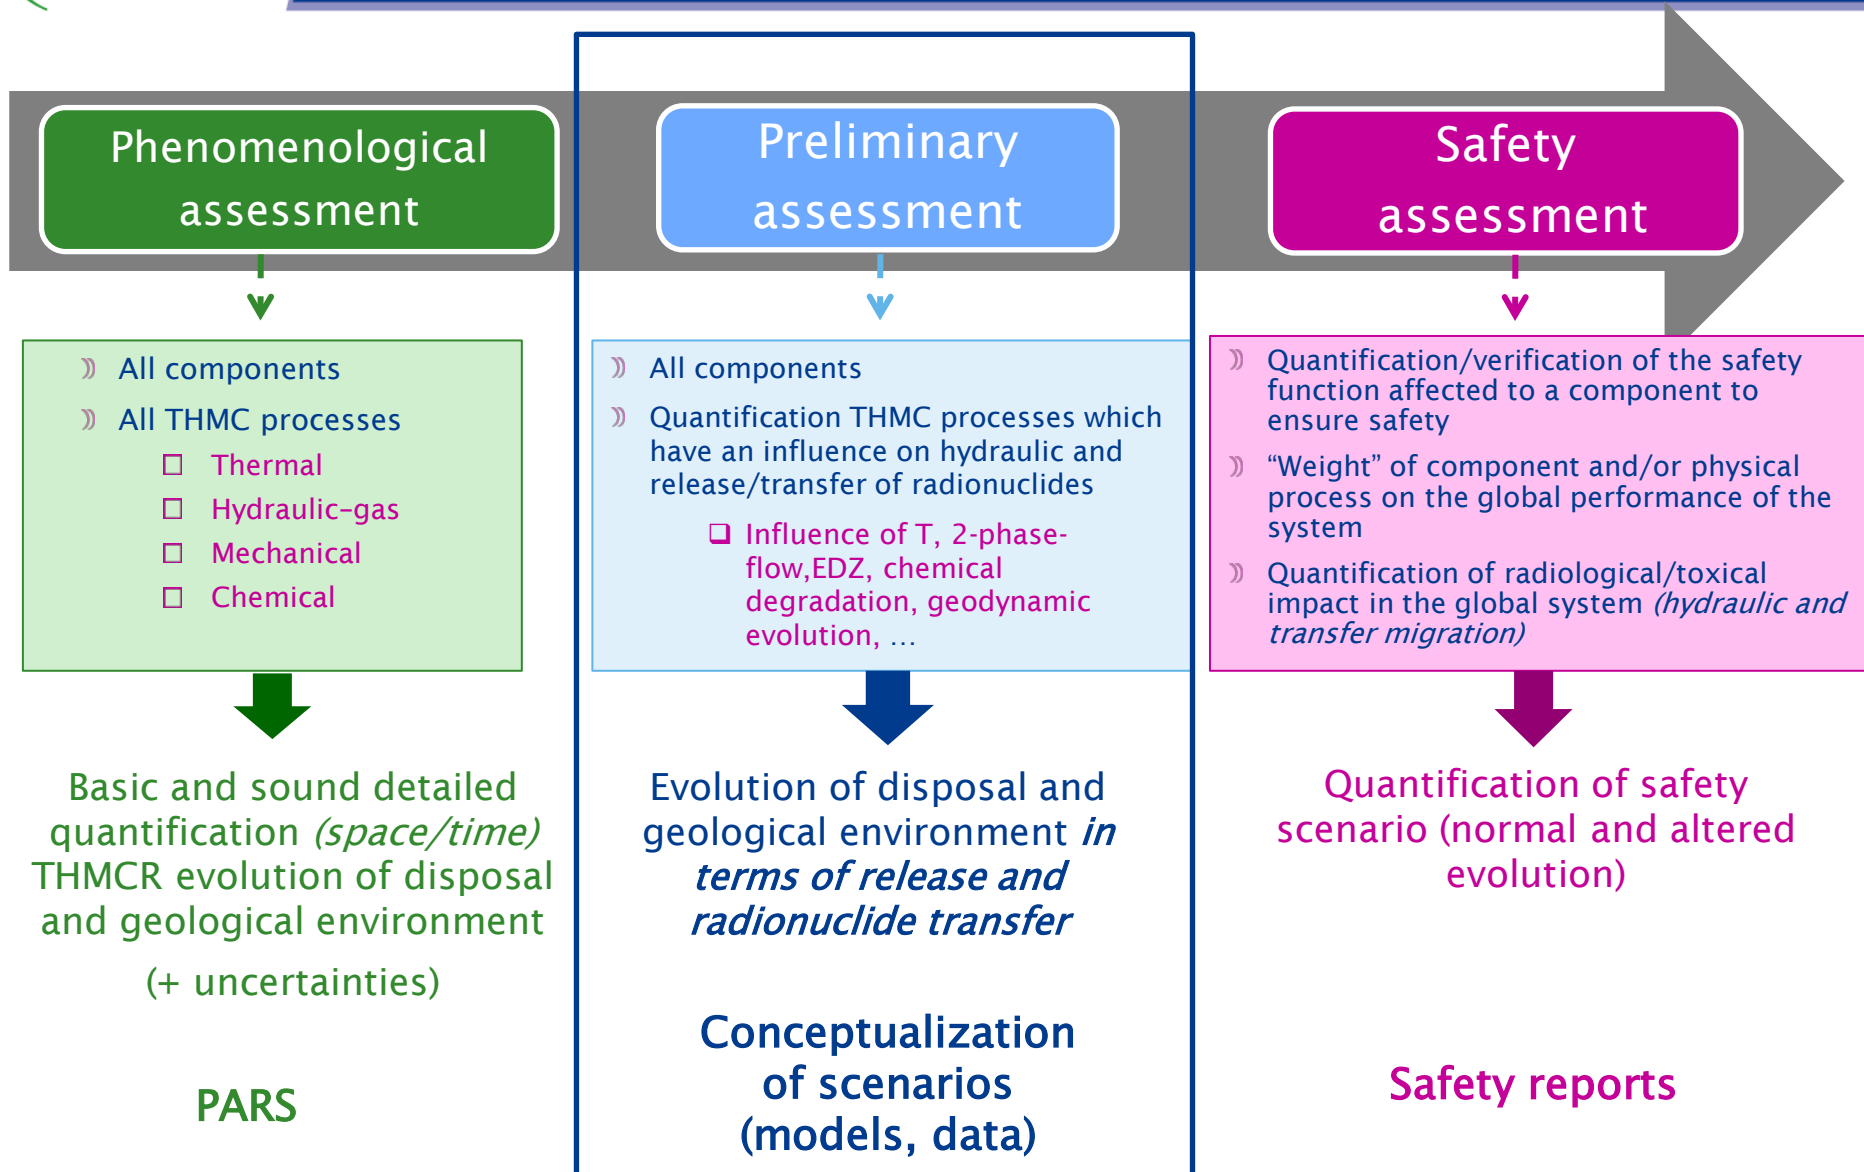 Phenomenological
assessment
All components
All THMC processes
Thermal
Hydraulic-gas
Mechanical
Chemical
Basic and sound detailed
quantification (space/time)
THMCR evolution of disposal
and geological environment
(+ uncertainties)
PARS
Preliminary
assessment
All components
Quantification THMC processes which
have an influence on hydraulic and
release/transfer of radionuclides
Influence of T, 2-phase-
flow,EDZ, chemical
degradation, geodynamic
evolution, ...
Evolution of disposal and
geological environment in
terms of release and
radionuclide transfer
Conceptualization
of scenarios
(models, data)
Safety
assessment
Quantification/verification of the safety
function affected to a component to
ensure safety
“Weight” of component and/or physical
process on the global performance of the
system
Quantification of radiological/toxical
impact in the global system (hydraulic and
transfer migration)
Quantification of safety
scenario (normal and altered
evolution)
Safety reports